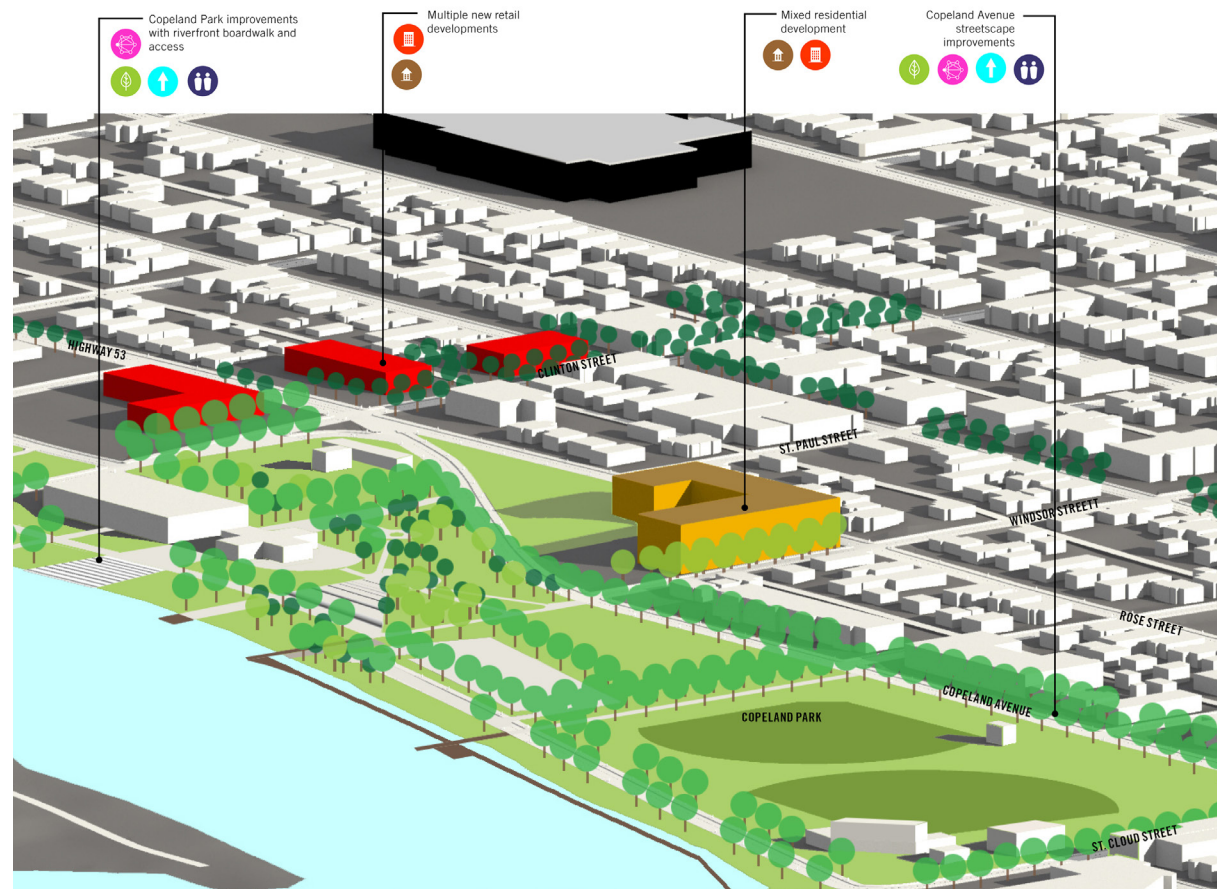 Copeland Park improvements
with riverfront boardwalk and
access
Multiple new retail
developments
Mixed residential
development
Copeland Avenue
streetscape
improvements
HIGHWAY 53
CLINTON STREET
ST. PAUL STREET
WINDSOR STREETT
ROSE STREET
COPELAND AVENUE
COPELAND PARK
ST. CLOUD STREET